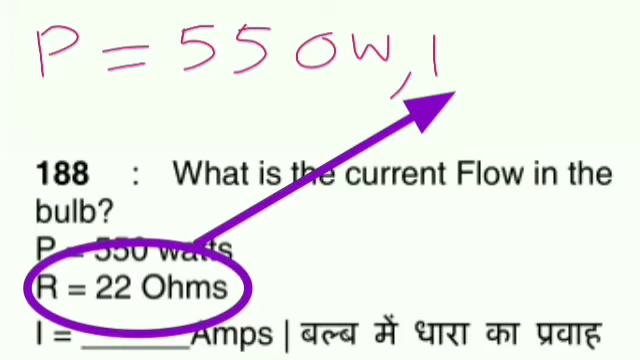 P = 550W, I
188 : What is the current Flow in the
bulb?
P = 550 watts
R = 22 Ohms
I = ______Amps | बल्ब में धारा का प्रवाह